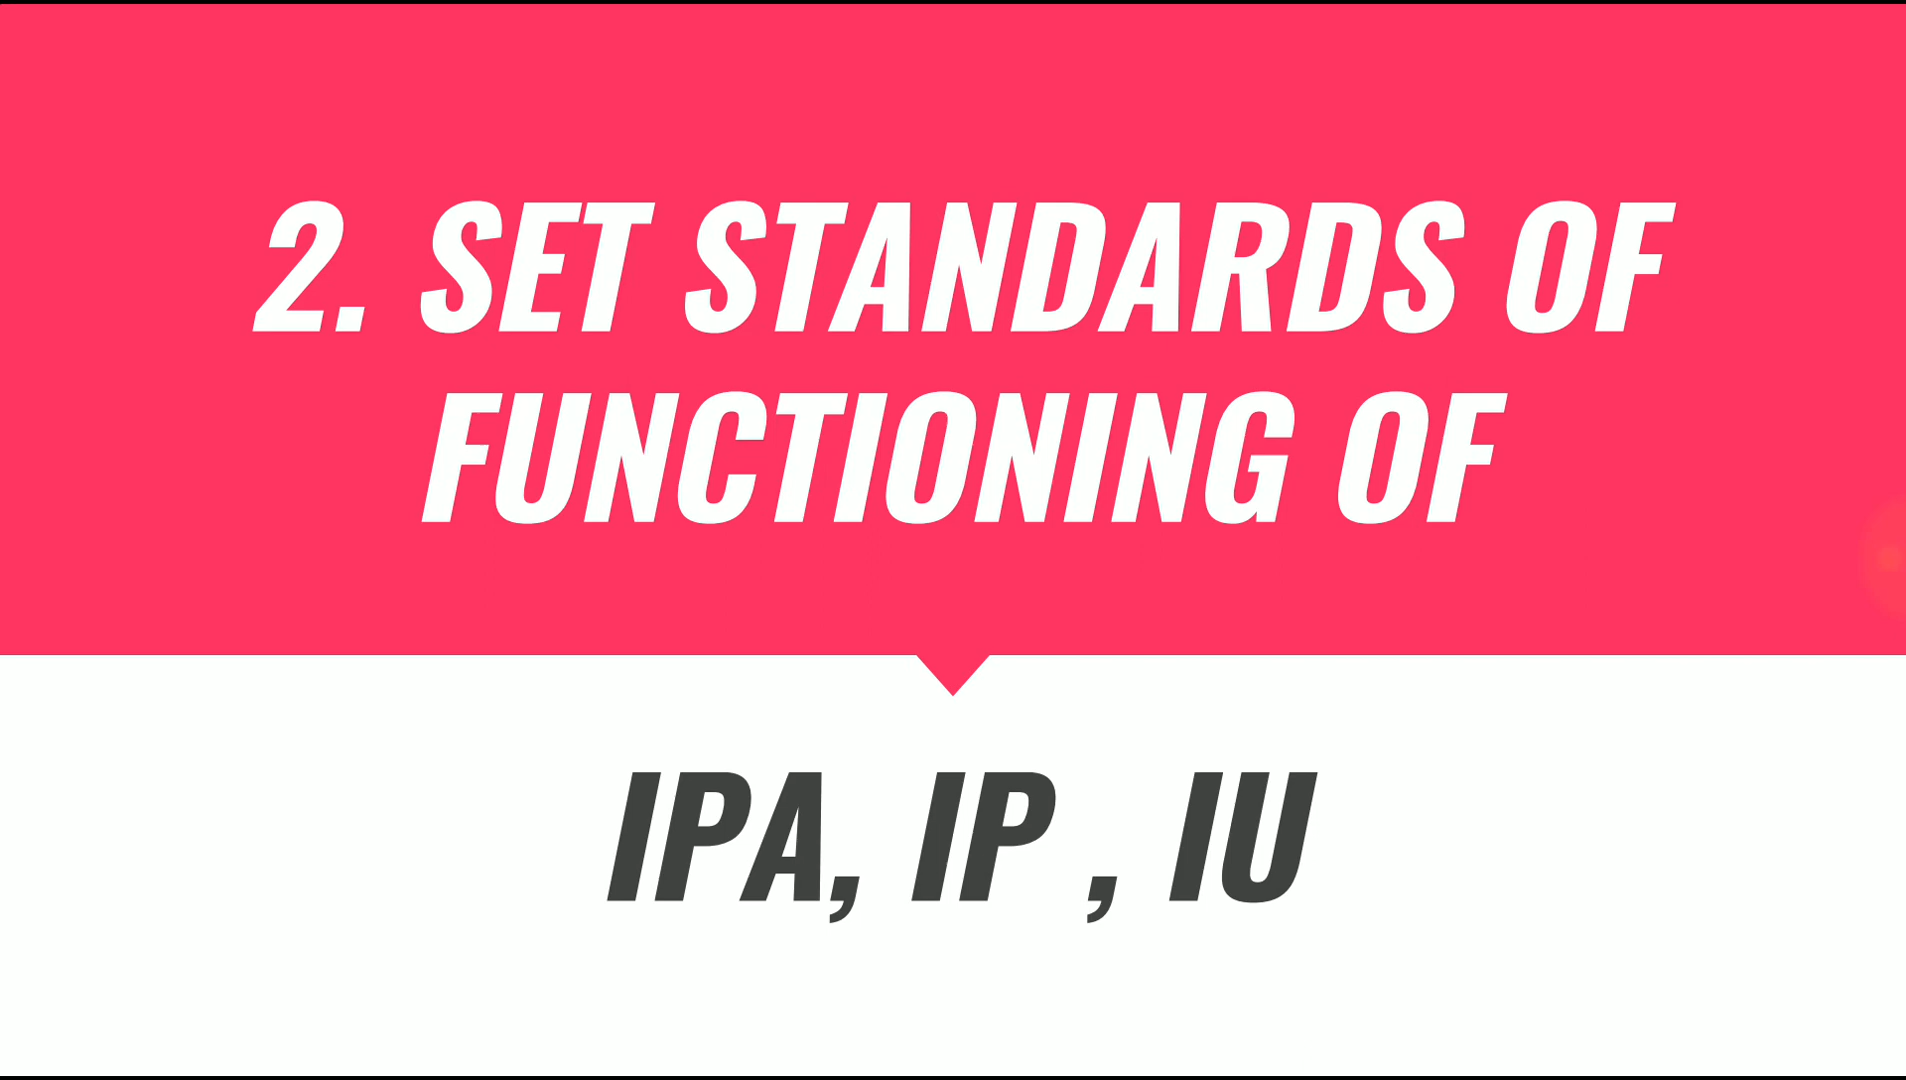 2. SET STANDARDS OF
FUNCTIONING OF
IPA, IP , IU